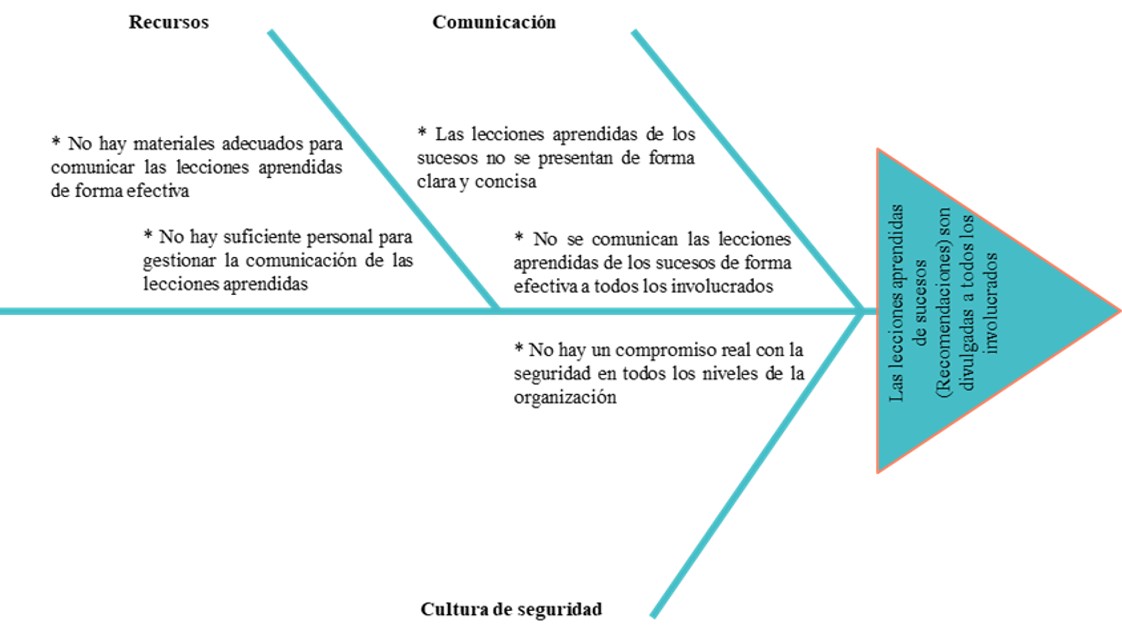 Recursos
Comunicación
* No hay materiales adecuados para
comunicar las lecciones aprendidas
de forma efectiva
* No hay suficiente personal para
gestionar la comunicación de las
lecciones aprendidas
* Las lecciones aprendidas de los
sucesos no se presentan de forma
clara y concisa
* No se comunican las lecciones
aprendidas de los sucesos de forma
efectiva a todos los involucrados
* No hay un compromiso real con la
seguridad en todos los niveles de la
organización
Cultura de seguridad
Las lecciones aprendidas
de sucesos
(Recomendaciones) son
divulgadas a todos los
involucrados